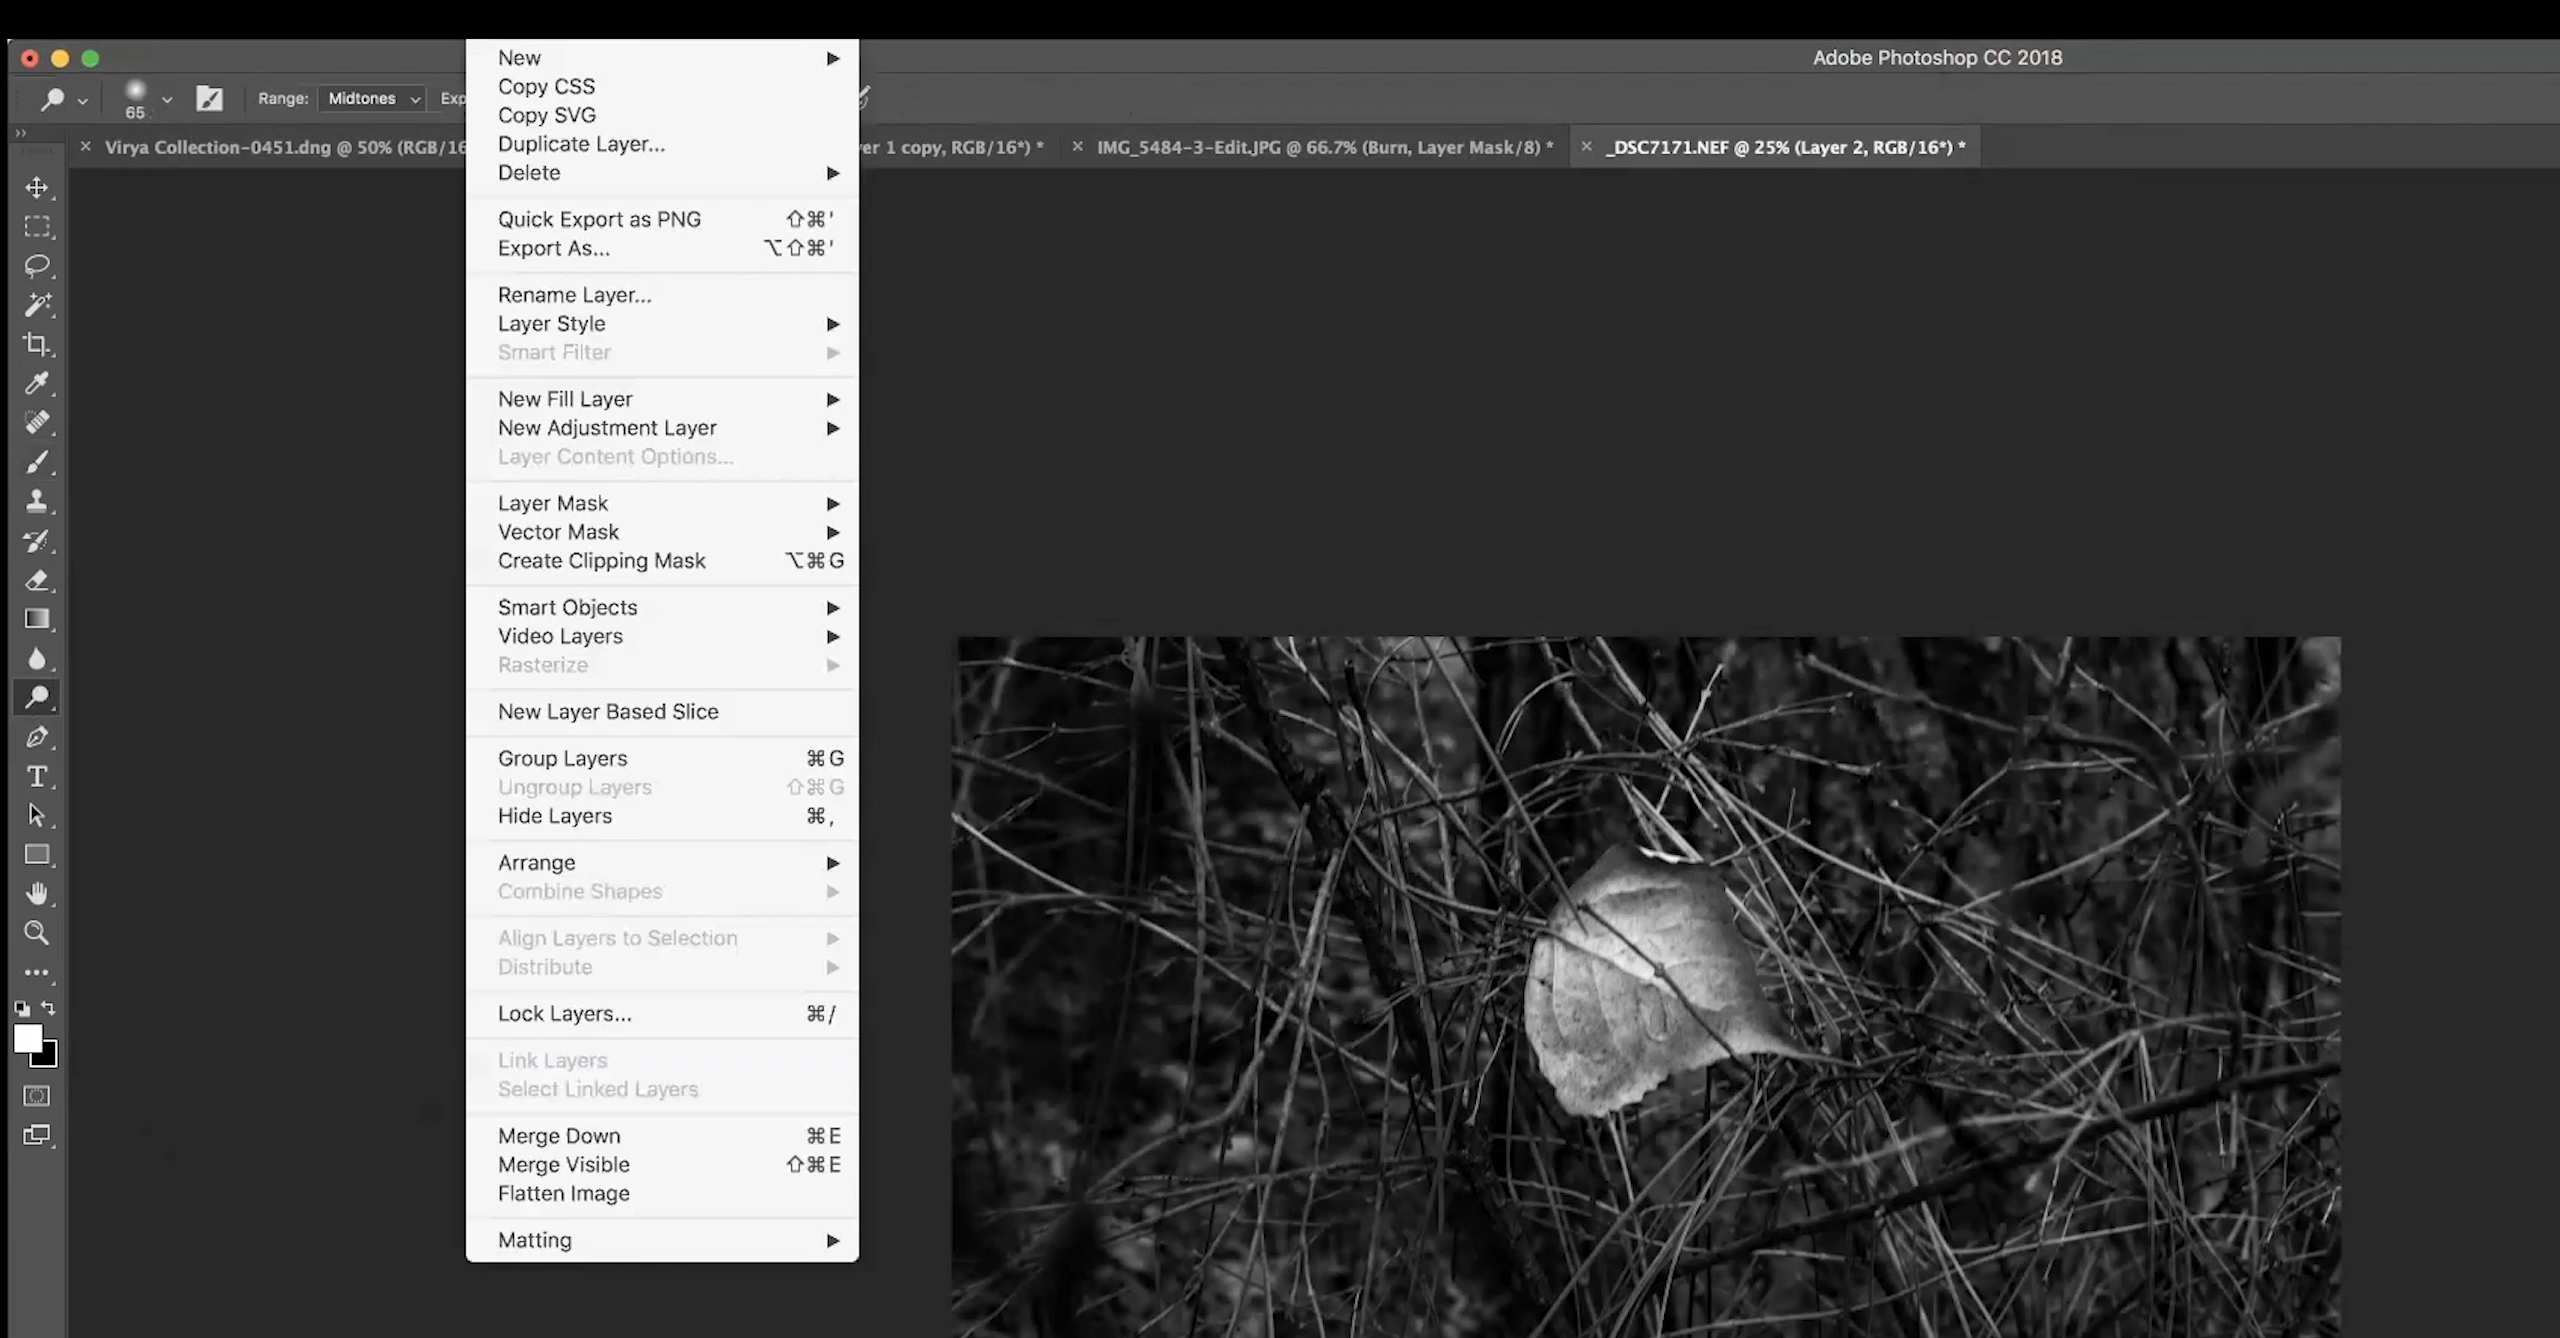 Adobe Photoshop CC 2018
65
Range: Midtones Exp
× Virya Collection-0451.dng @ 50% (RGB/16
er 1 copy, RGB/16*) *
× IMG_5484-3-Edit.JPG @ 66.7% (Burn, Layer Mask/8) *
× _DSC7171.NEF @ 25% (Layer 2, RGB/16*) *
New
Copy CSS
Copy SVG
Duplicate Layer...
Delete
Quick Export as PNG ⇧⌘'
Export As... ⌥⇧⌘'
Rename Layer...
Layer Style
Smart Filter
New Fill Layer
New Adjustment Layer
Layer Content Options...
Layer Mask
Vector Mask
Create Clipping Mask ⌥⌘G
Smart Objects
Video Layers
Rasterize
New Layer Based Slice
Group Layers ⌘G
Ungroup Layers ⇧⌘G
Hide Layers ⌘,
Arrange
Combine Shapes
Align Layers to Selection
Distribute
Lock Layers... ⌘/
Link Layers
Select Linked Layers
Merge Down ⌘E
Merge Visible ⇧⌘E
Flatten Image
Matting